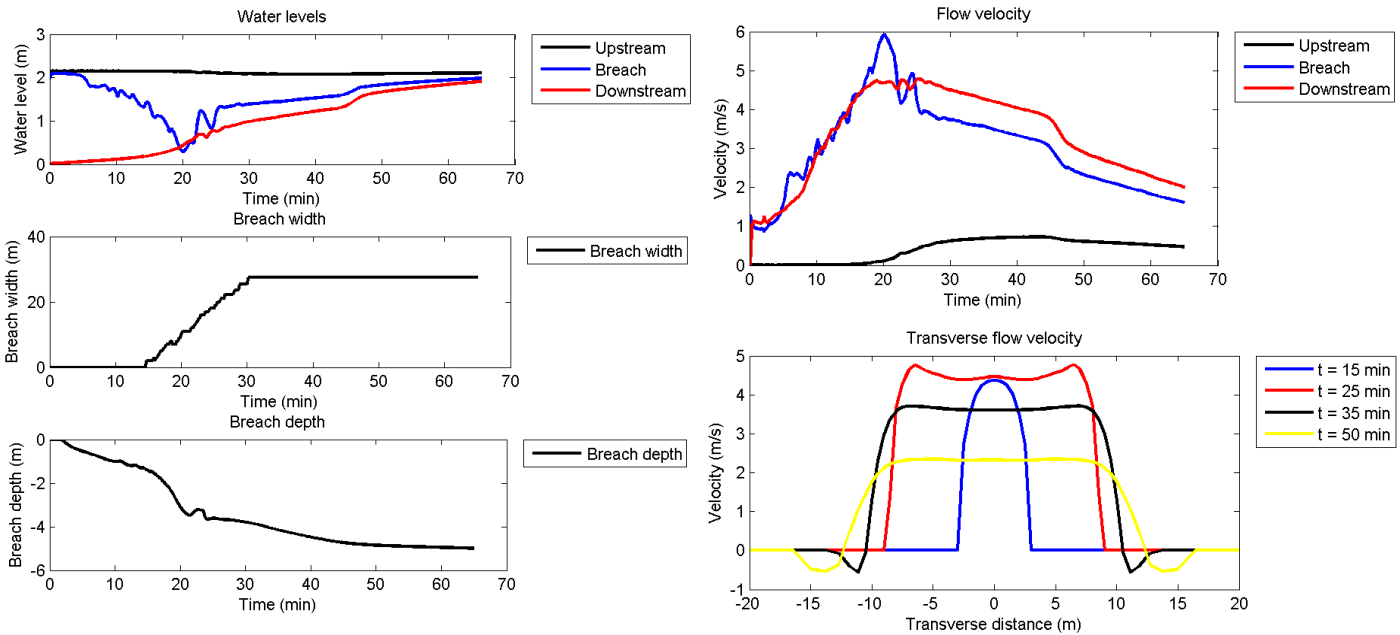 Water levels
3
2
1
0
Water level (m)
0 10 20 30 40 50 60 70
Time (min)
Upstream
Breach
Downstream
Breach width
40
20
0
Breach width (m)
0 10 20 30 40 50 60 70
Time (min)
Breach width
Breach depth
0
-2
-4
-6
Breach depth (m)
0 10 20 30 40 50 60 70
Time (min)
Breach depth
Flow velocity
6
5
4
3
2
1
0
Velocity (m/s)
0 10 20 30 40 50 60 70
Time (min)
Upstream
Breach
Downstream
Transverse flow velocity
5
4
3
2
1
0
-1
Velocity (m/s)
-20 -15 -10 -5 0 5 10 15 20
Transverse distance (m)
t = 15 min
t = 25 min
t = 35 min
t = 50 min